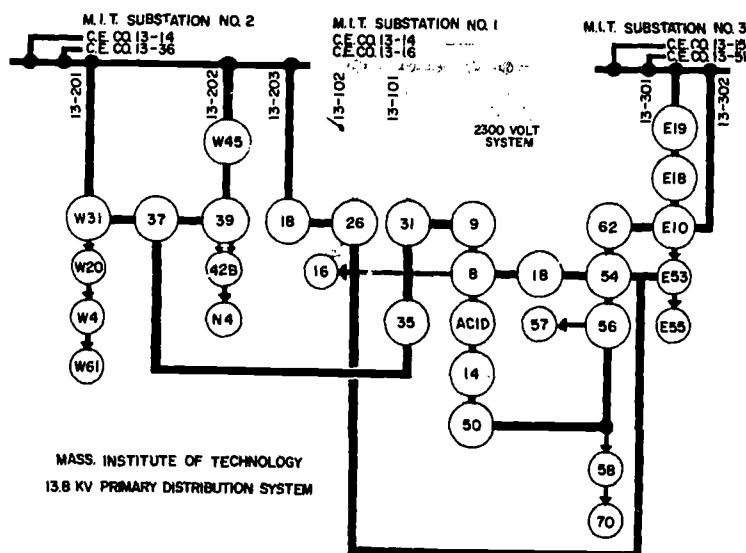 M.I.T. SUBSTATION NO. 2
C.E. CO. 13-14
C.E. CO. 13-36
M.I.T. SUBSTATION NO. 1
C.E. CO. 13-14
C.E. CO. 13-16
M.I.T. SUBSTATION NO. 3
C.E. CO. 13-15
C.E. CO. 13-51
13-201
13-202
13-203
13-102
13-101
13-301
13-302
2300 VOLT
SYSTEM
W45
E19
E18
W31
37
39
18
26
31
9
62
E10
W20
42B
16
8
18
54
E53
W4
N4
35
ACID
57
56
E55
W61
14
50
58
70
MASS. INSTITUTE OF TECHNOLOGY
13.8 KV PRIMARY DISTRIBUTION SYSTEM